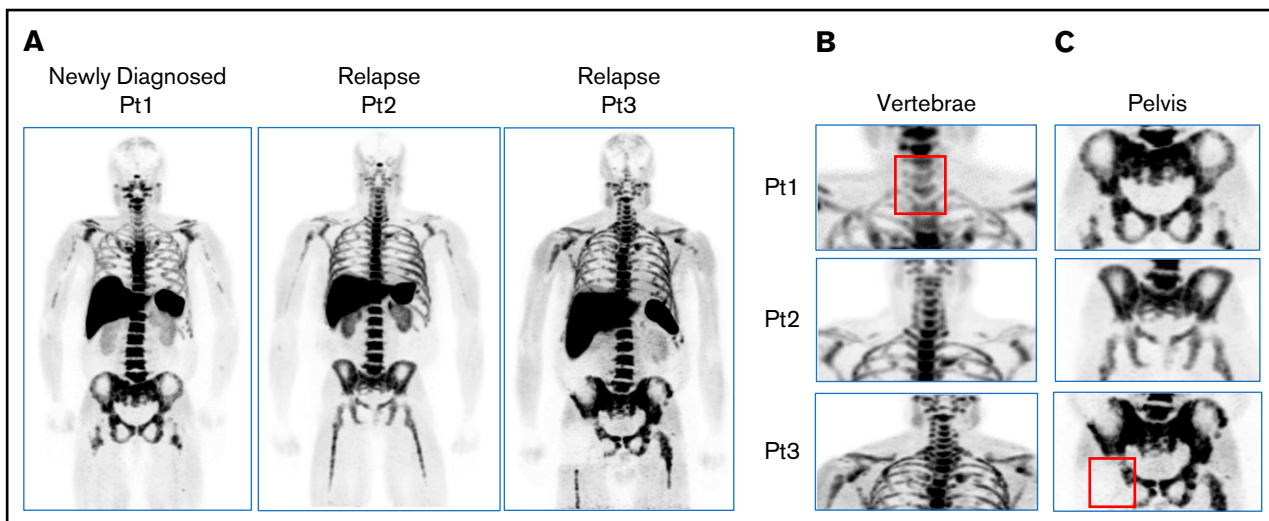 A
Newly Diagnosed
Pt1
Relapse
Pt2
Relapse
Pt3
B
Vertebrae
C
Pelvis
Pt1
Pt2
Pt3